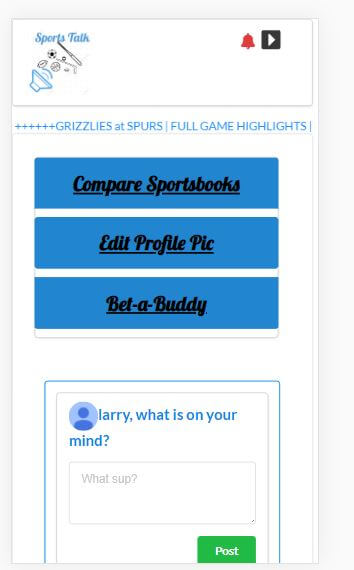 Sports Talk
++++++GRIZZLIES at SPURS | FULL GAME HIGHLIGHTS |
Compare Sportsbooks
Edit Profile Pic
Bet-a-Buddy
larry, what is on your
mind?
What sup?
Post